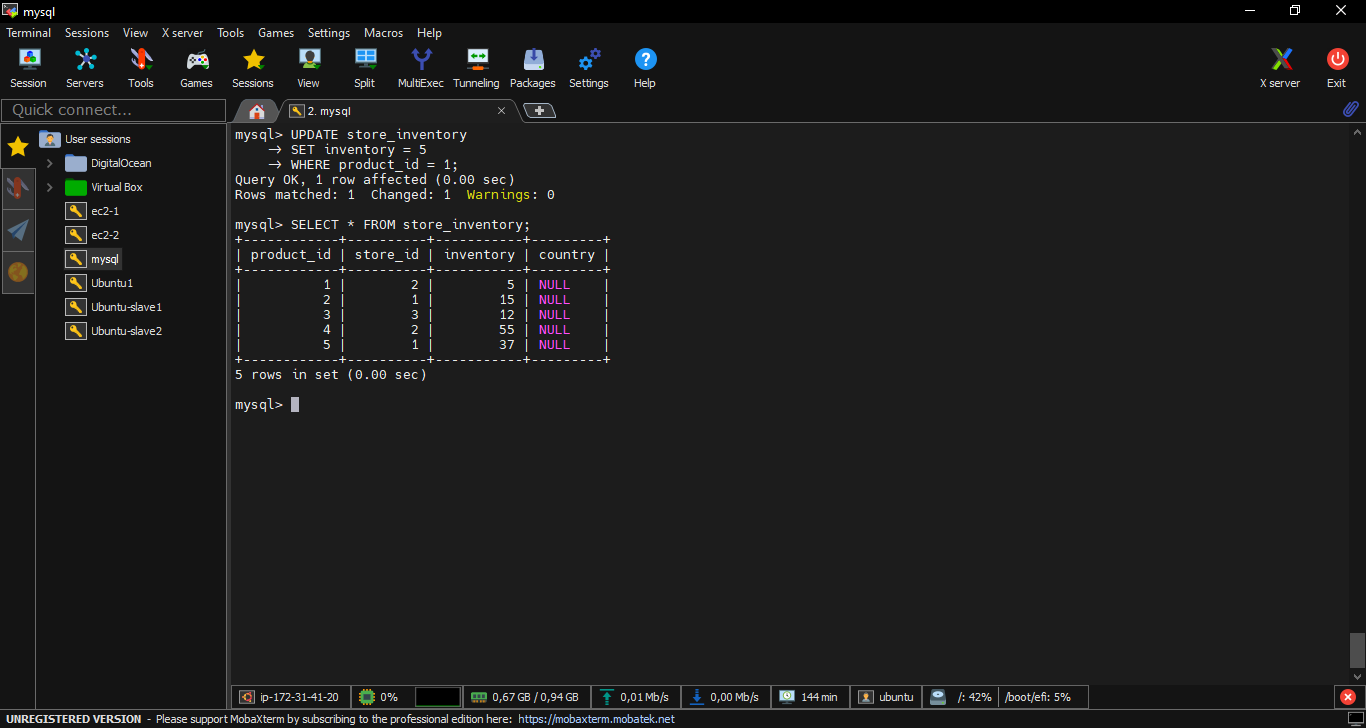 mysql
Terminal Sessions View X server Tools Games Settings Macros Help
Session Servers Tools Games Sessions View Split MultiExec Tunneling Packages Settings Help X server Exit
Quick connect...
2. mysql
User sessions
DigitalOcean
Virtual Box
ec2-1
ec2-2
mysql
Ubuntu1
Ubuntu-slave1
Ubuntu-slave2
mysql> UPDATE store_inventory
-> SET inventory = 5
-> WHERE product_id = 1;
Query OK, 1 row affected (0.00 sec)
Rows matched: 1  Changed: 1  Warnings: 0
mysql> SELECT * FROM store_inventory;
+------------+----------+-----------+---------+
| product_id | store_id | inventory | country |
+------------+----------+-----------+---------+
|          1 |        2 |         5 | NULL    |
|          2 |        1 |        15 | NULL    |
|          3 |        3 |        12 | NULL    |
|          4 |        2 |        55 | NULL    |
|          5 |        1 |        37 | NULL    |
+------------+----------+-----------+---------+
5 rows in set (0.00 sec)
mysql>
ip-172-31-41-20 0% 0,67 GB / 0,94 GB 0,01 Mb/s 0,00 Mb/s 144 min ubuntu /: 42% /boot/efi: 5%
UNREGISTERED VERSION - Please support MobaXterm by subscribing to the professional edition here: https://mobaxterm.mobatek.net